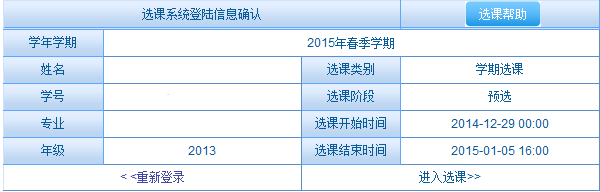 选课系统登陆信息确认 选课帮助
学年学期 2015年春季学期
姓名 选课类别 学期选课
学号 选课阶段 预选
专业 选课开始时间 2014-12-29 00:00
年级 2013 选课结束时间 2015-01-05 16:00
< <重新登录 进入选课>>